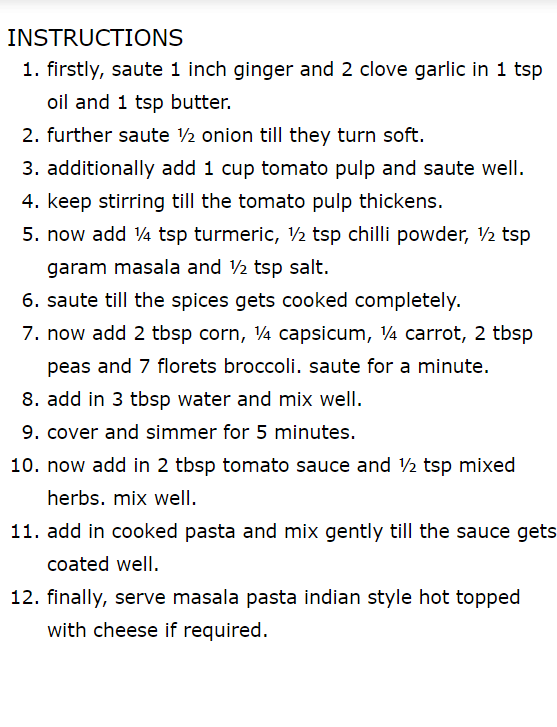 INSTRUCTIONS
1. firstly, saute 1 inch ginger and 2 clove garlic in 1 tsp
oil and 1 tsp butter.
2. further saute ½ onion till they turn soft.
3. additionally add 1 cup tomato pulp and saute well.
4. keep stirring till the tomato pulp thickens.
5. now add ¼ tsp turmeric, ½ tsp chilli powder, ½ tsp
garam masala and ½ tsp salt.
6. saute till the spices gets cooked completely.
7. now add 2 tbsp corn, ¼ capsicum, ¼ carrot, 2 tbsp
peas and 7 florets broccoli. saute for a minute.
8. add in 3 tbsp water and mix well.
9. cover and simmer for 5 minutes.
10. now add in 2 tbsp tomato sauce and ½ tsp mixed
herbs. mix well.
11. add in cooked pasta and mix gently till the sauce gets
coated well.
12. finally, serve masala pasta indian style hot topped
with cheese if required.